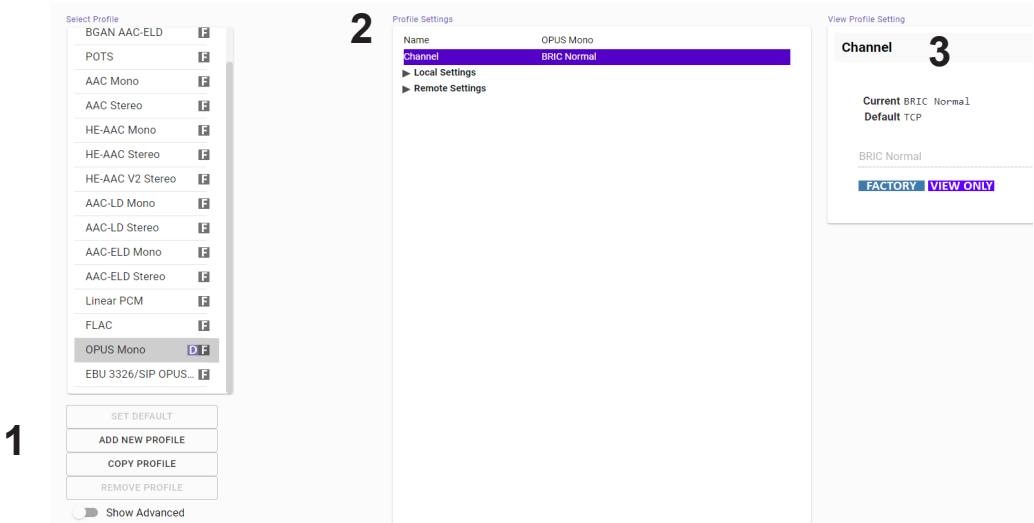 Select Profile
BGAN AAC-ELD F
POTS F
AAC Mono F
AAC Stereo F
HE-AAC Mono F
HE-AAC Stereo F
HE-AAC V2 Stereo F
AAC-LD Mono F
AAC-LD Stereo F
AAC-ELD Mono F
AAC-ELD Stereo F
Linear PCM F
FLAC F
OPUS Mono D F
EBU 3326/SIP OPUS... F
1
SET DEFAULT
ADD NEW PROFILE
COPY PROFILE
REMOVE PROFILE
Show Advanced
2
Profile Settings
Name OPUS Mono
Channel BRIC Normal
Local Settings
Remote Settings
View Profile Setting
Channel 3
Current BRIC Normal
Default TCP
BRIC Normal
FACTORY VIEW ONLY